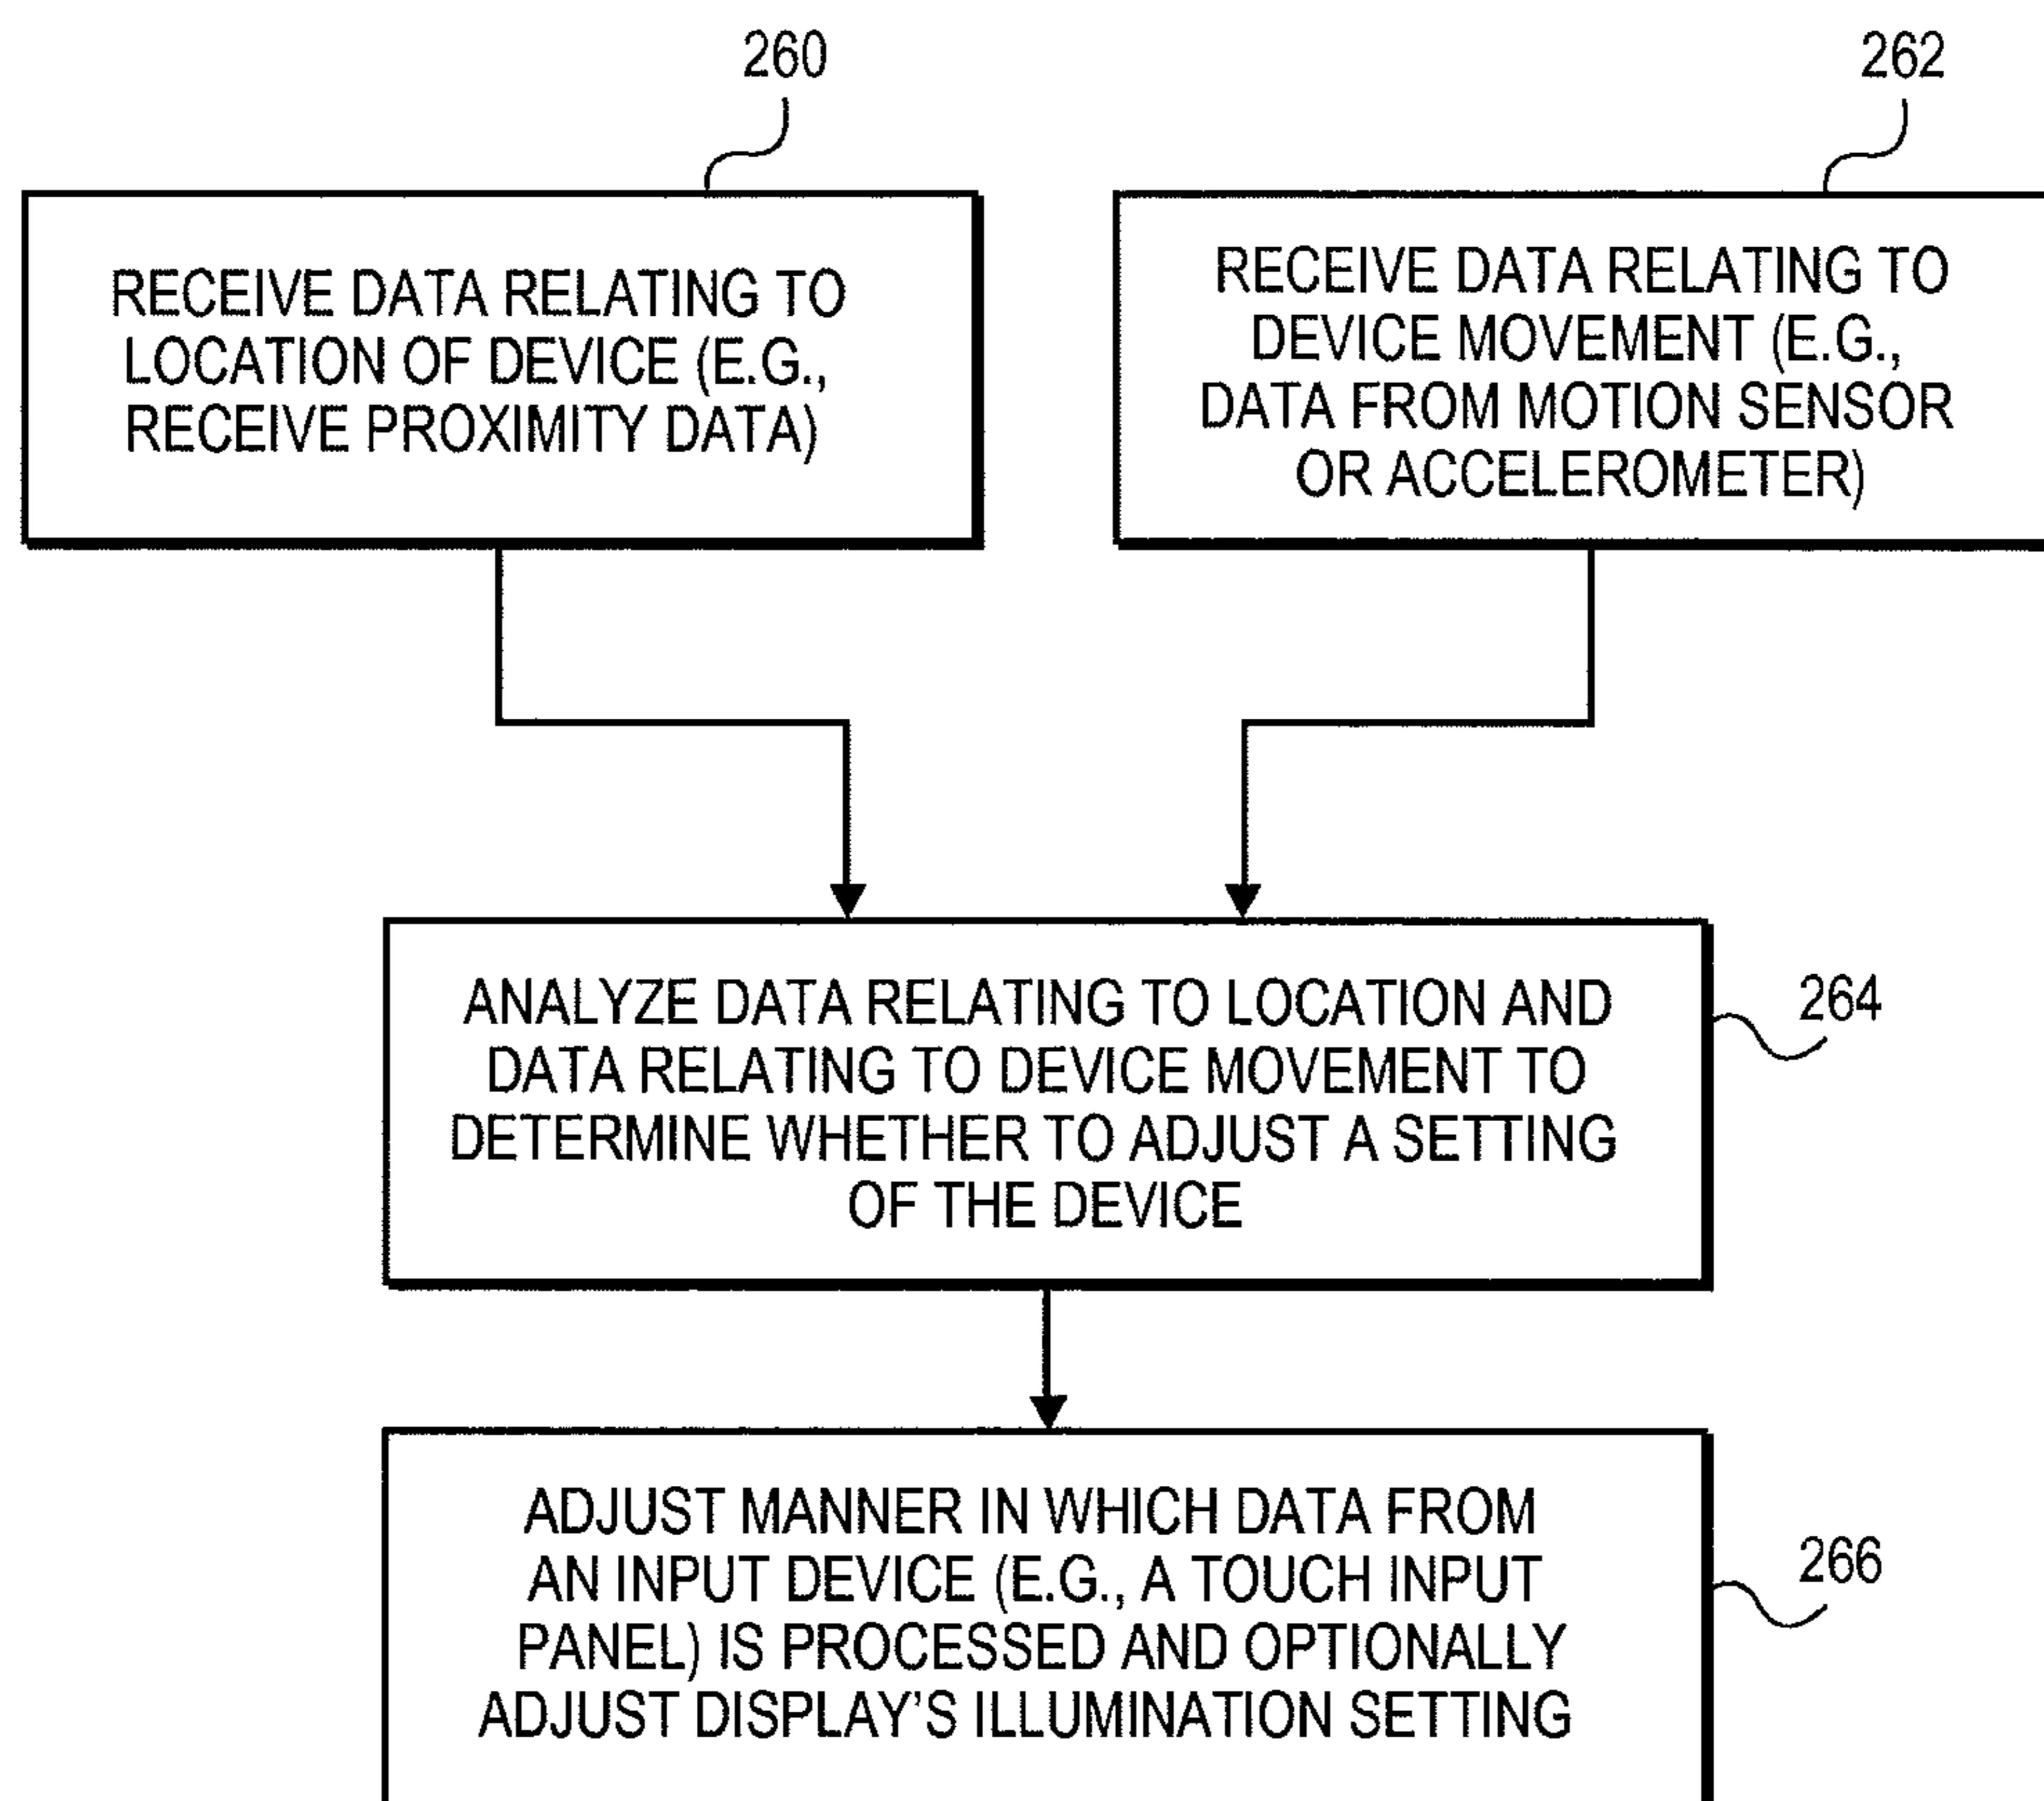 260
262
RECEIVE DATA RELATING TO
LOCATION OF DEVICE (E.G.,
RECEIVE PROXIMITY DATA)
RECEIVE DATA RELATING TO
DEVICE MOVEMENT (E.G.,
DATA FROM MOTION SENSOR
OR ACCELEROMETER)
ANALYZE DATA RELATING TO LOCATION AND
DATA RELATING TO DEVICE MOVEMENT TO
DETERMINE WHETHER TO ADJUST A SETTING
OF THE DEVICE
264
ADJUST MANNER IN WHICH DATA FROM
AN INPUT DEVICE (E.G., A TOUCH INPUT
PANEL) IS PROCESSED AND OPTIONALLY
ADJUST DISPLAY'S ILLUMINATION SETTING
266